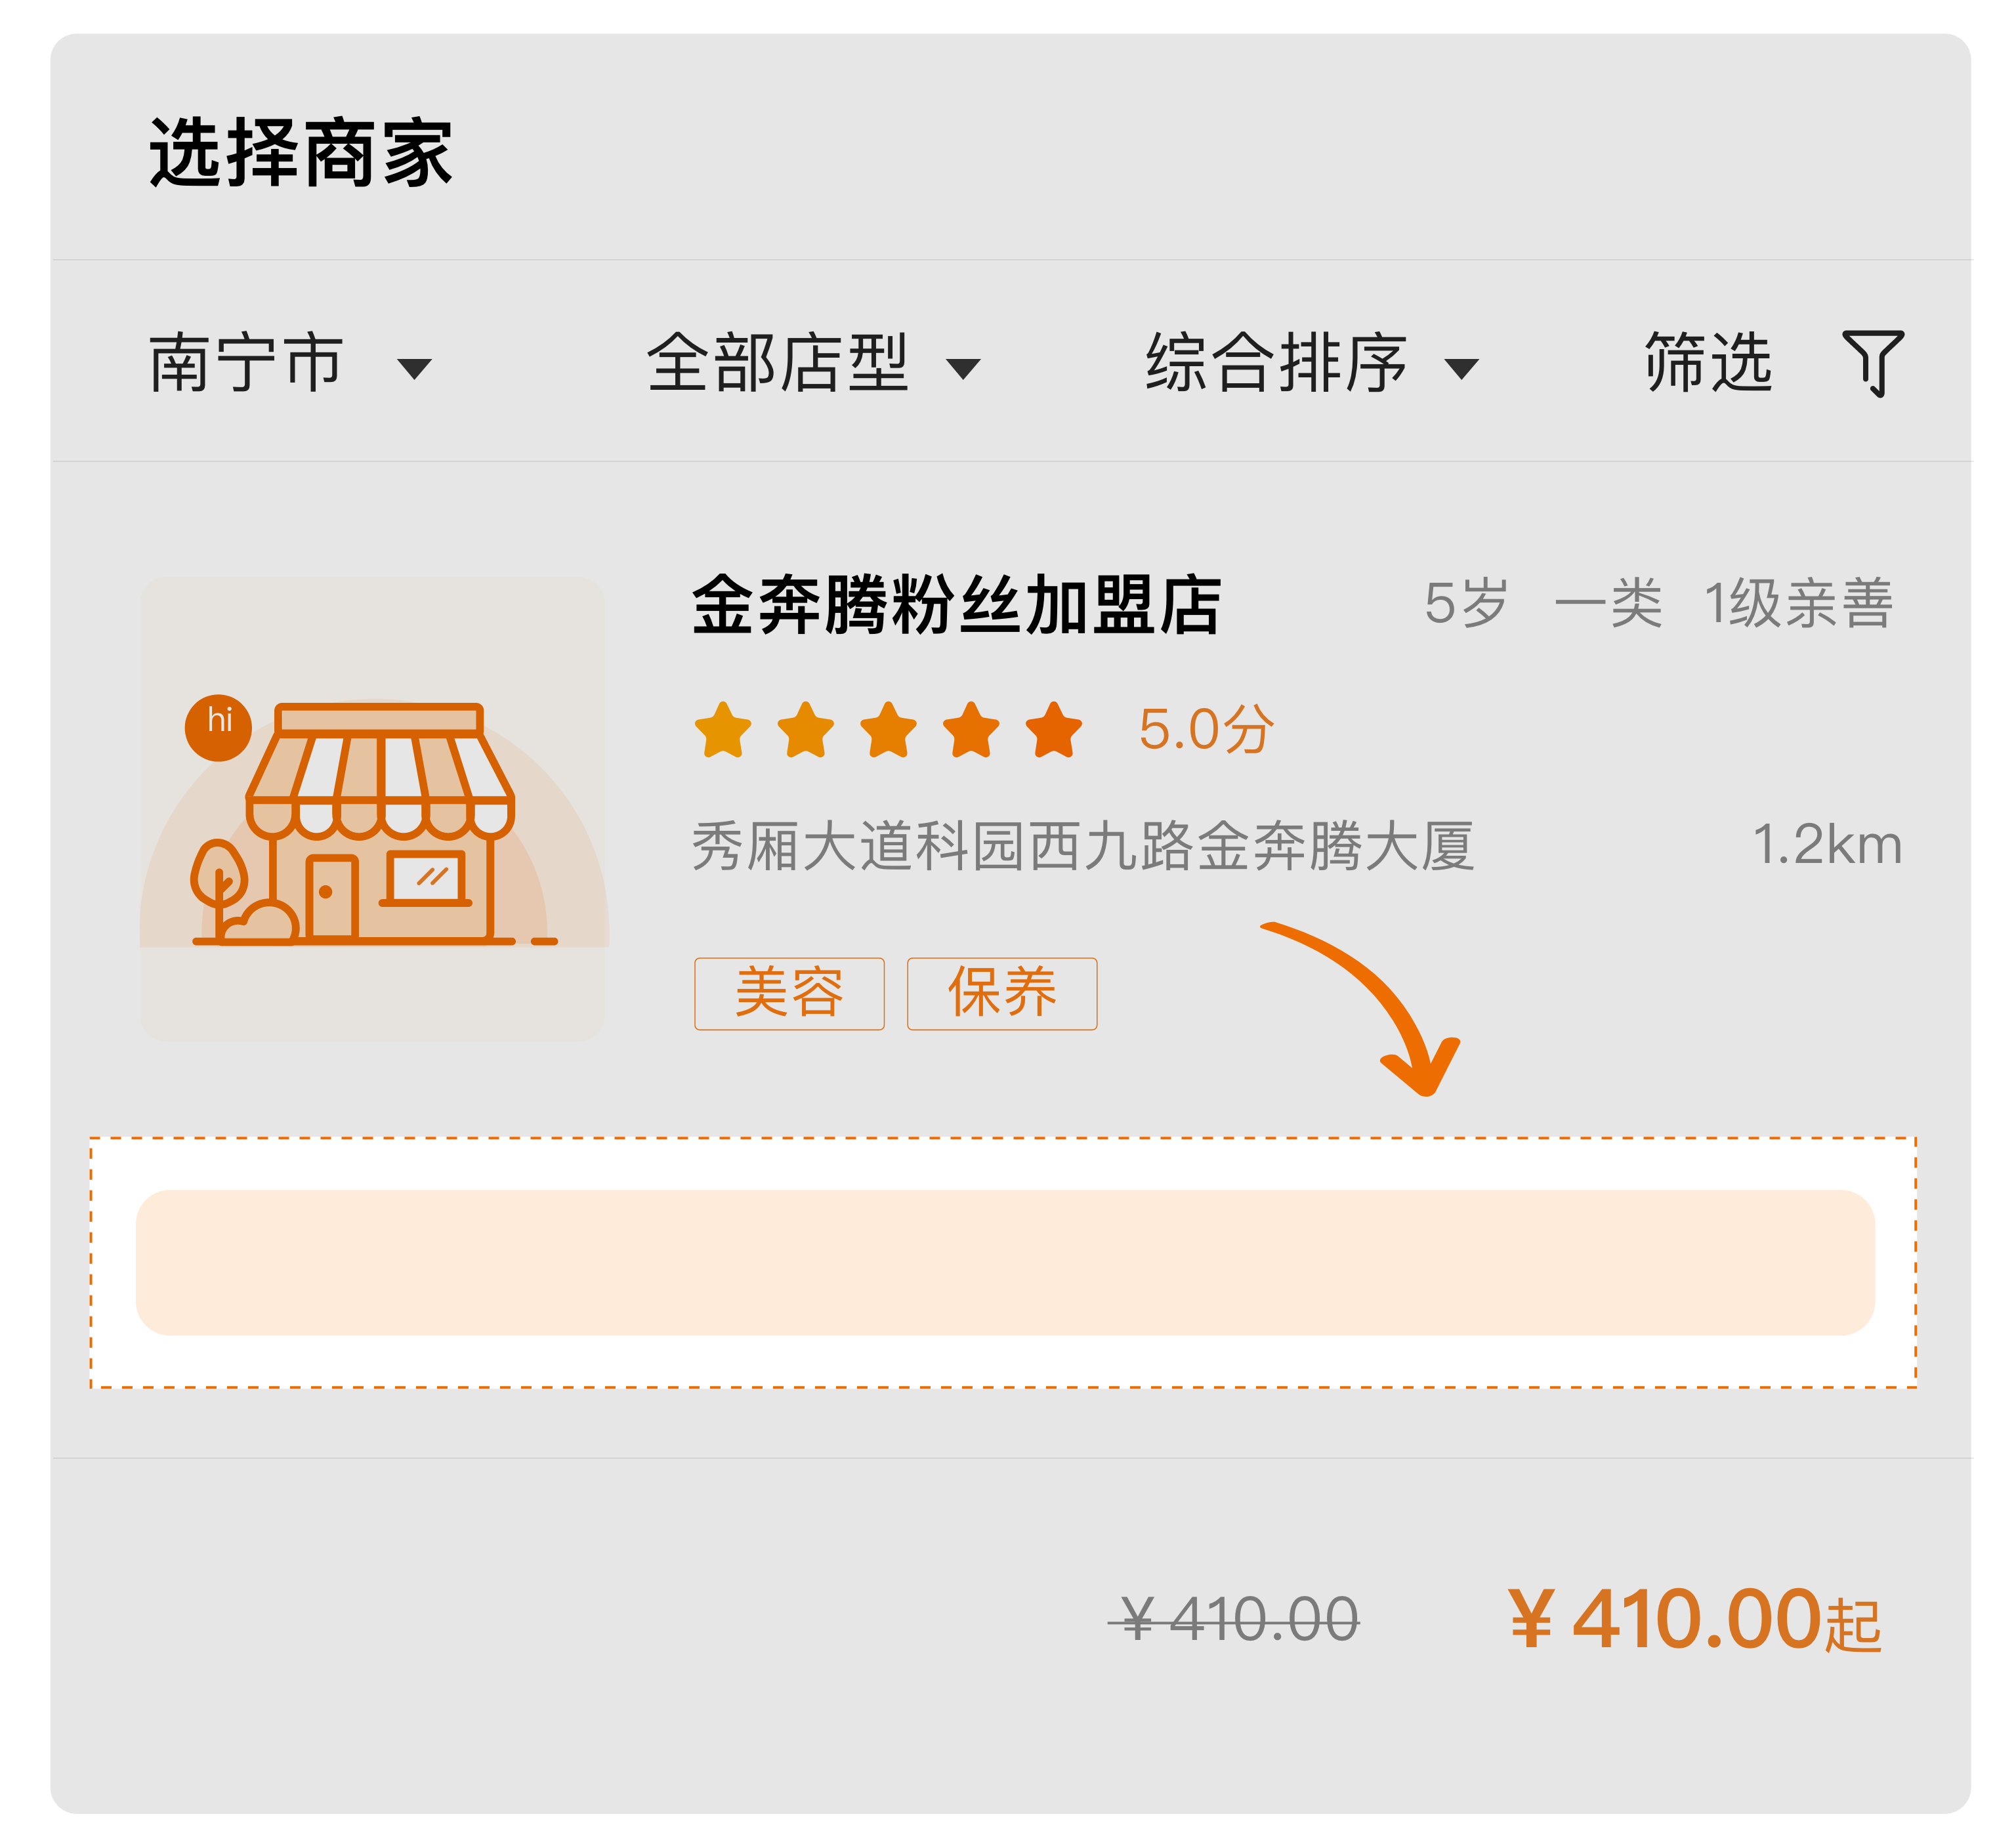 选择商家
南宁市 全部店型 综合排序 筛选
金奔腾粉丝加盟店 5岁 一类 1级亲善
hi
5.0分
秀厢大道科园西九路金奔腾大厦 1.2km
美容 保养
¥410.00 ¥410.00起